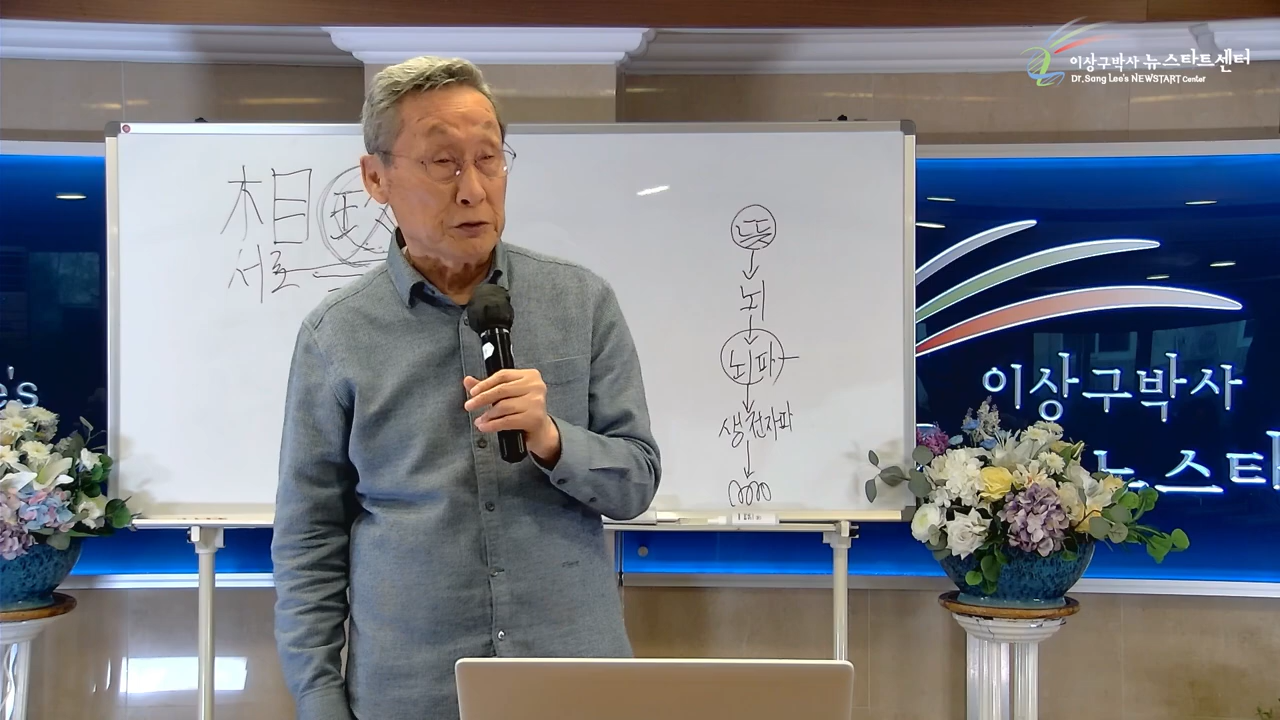 이상구박사 뉴스타트센터
Dr. Sang Lee's NEWSTART Center
相
서로
뜻
뇌
뇌파
생전자파
e's
이상구박사
뉴스타